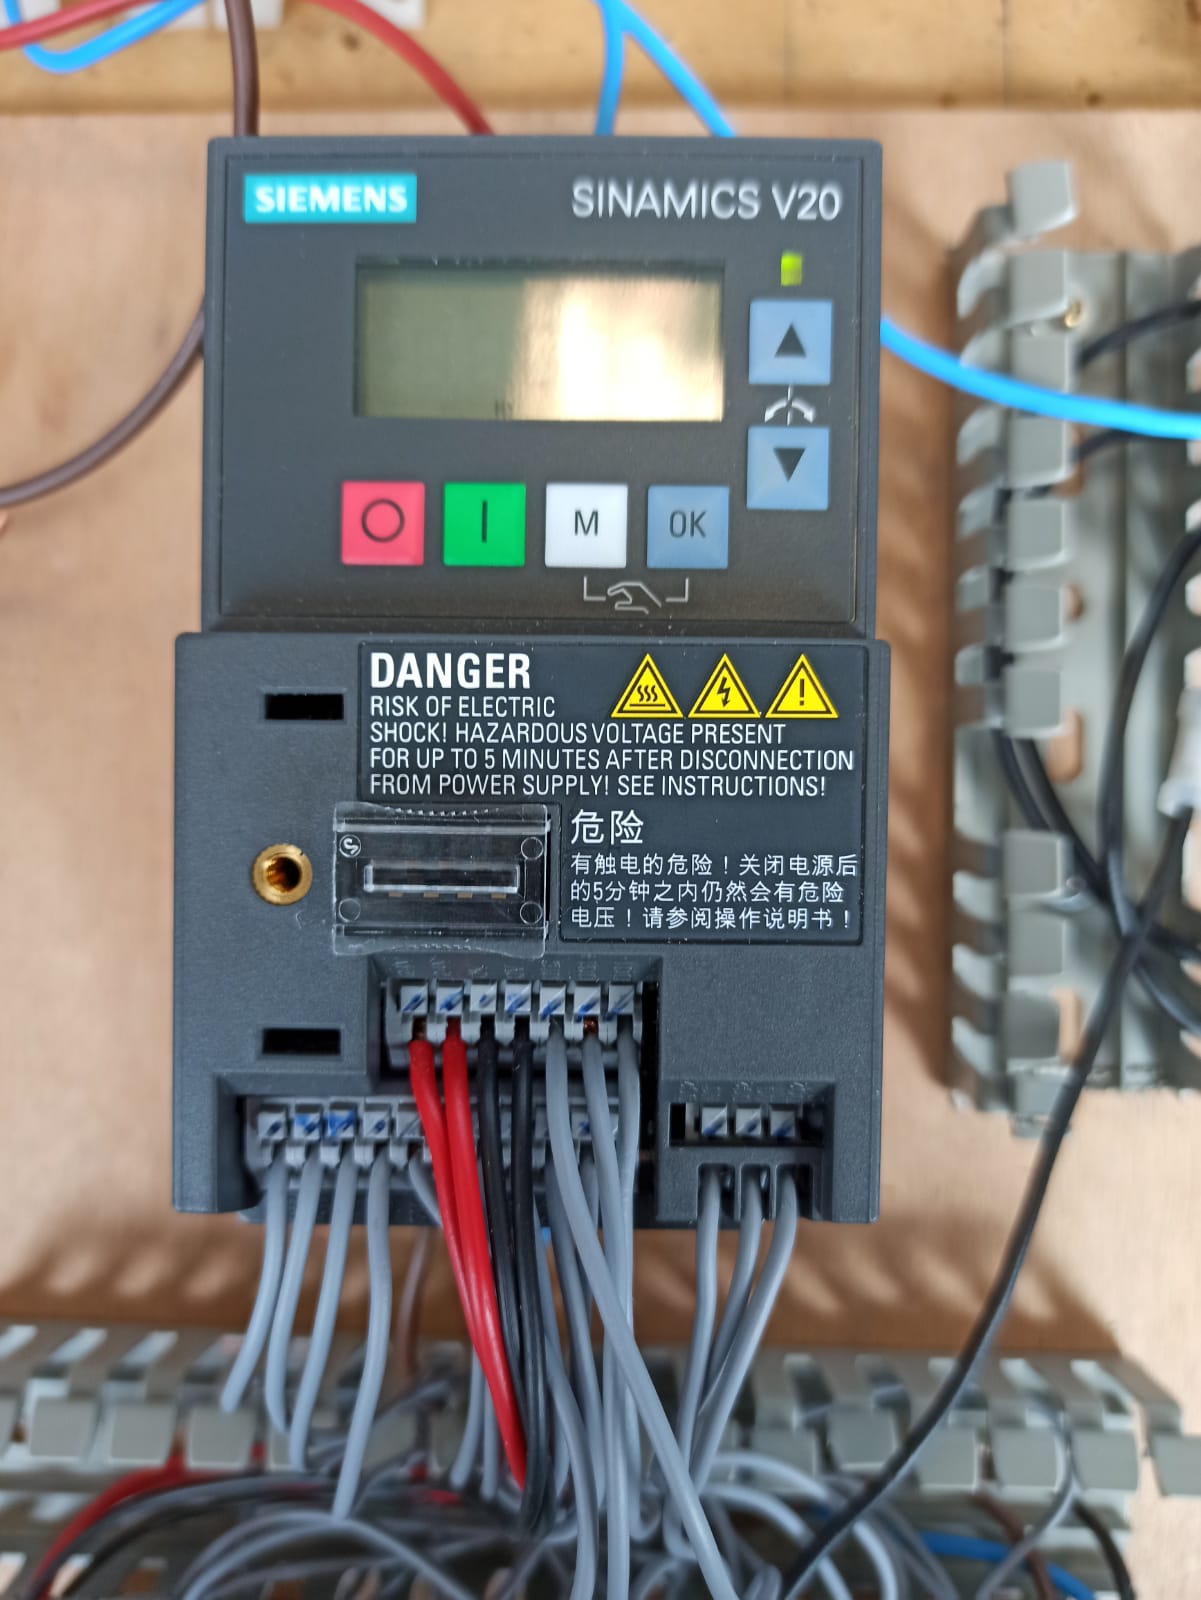 SIEMENS
SINAMICS V20
M
OK
DANGER
RISK OF ELECTRIC
SHOCK! HAZARDOUS VOLTAGE PRESENT
FOR UP TO 5 MINUTES AFTER DISCONNECTION
FROM POWER SUPPLY! SEE INSTRUCTIONS!
危险
有触电的危险！关闭电源后
的5分钟之内仍然会有危险
电压！请参阅操作说明书！